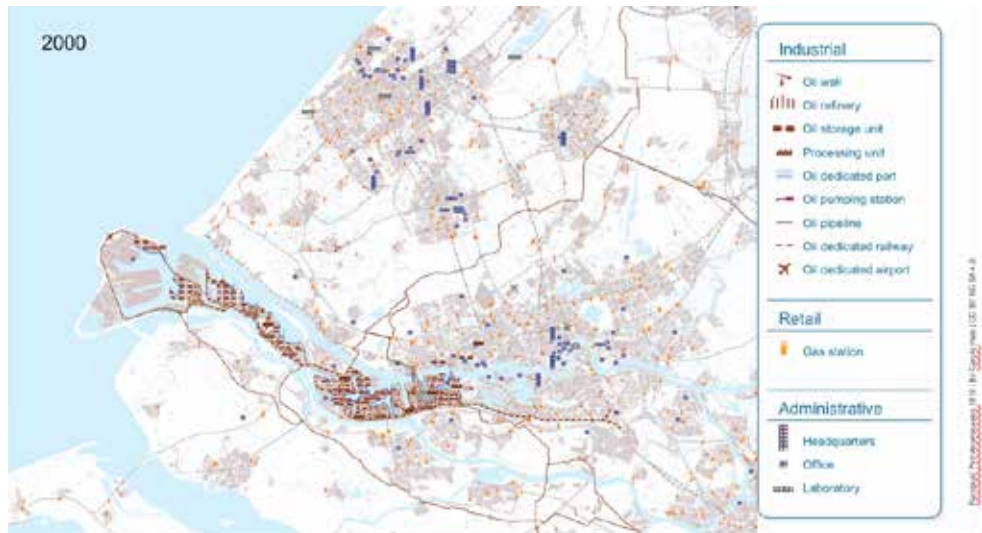 2000
Industrial
Oil well
Oil refinery
Oil storage unit
Processing unit
Oil dedicated port
Oil pumping station
Oil pipeline
Oil dedicated railway
Oil dedicated airport
Retail
Gas station
Administrative
Headquarters
Office
Laboratory